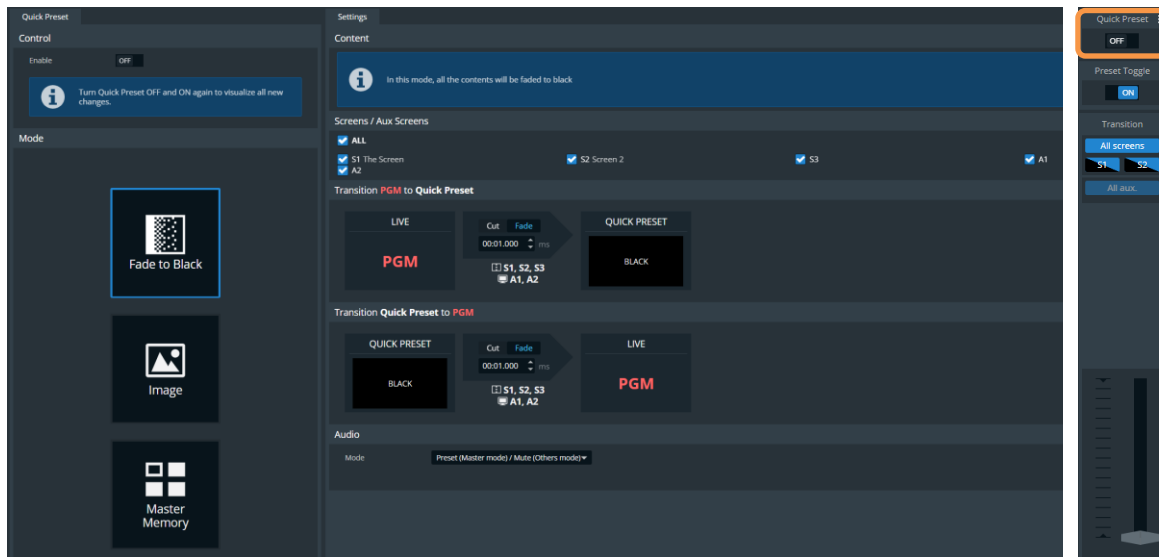 Quick Preset
Control
Enable OFF
Turn Quick Preset OFF and ON again to visualize all new
changes.
Mode
Fade to Black
Image
Master
Memory
Settings
Content
In this mode, all the contents will be faded to black
Screens / Aux Screens
ALL
S1 The Screen S2 Screen 2 S3 A1
A2
Transition PGM to Quick Preset
LIVE
PGM
Cut Fade
00:01.000 ms
S1, S2, S3
A1, A2
QUICK PRESET
BLACK
Transition Quick Preset to PGM
QUICK PRESET
BLACK
Cut Fade
00:01.000 ms
S1, S2, S3
A1, A2
LIVE
PGM
Audio
Mode Preset (Master mode) / Mute (Others mode)
Quick Preset
OFF
Preset Toggle
ON
Transition
All screens
S1 S2
All aux.